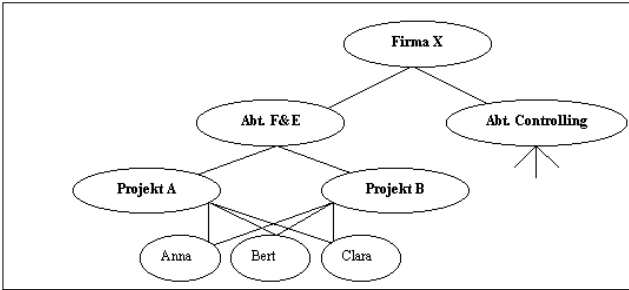 Firma X
Abt. F&E
Abt. Controlling
Projekt A
Projekt B
Anna
Bert
Clara